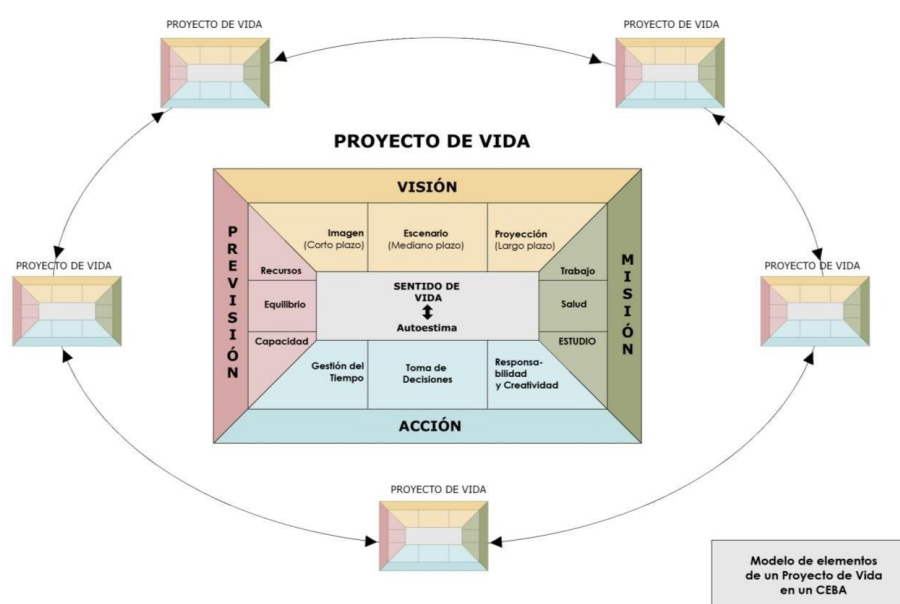 PROYECTO DE VIDA
PROYECTO DE VIDA
PROYECTO DE VIDA
VISIÓN
PREVISIÓN
Imagen
(Corto plazo)
Escenario
(Mediano plazo)
Proyección
(Largo plazo)
MISIÓN
PROYECTO DE VIDA
PROYECTO DE VIDA
Recursos
Trabajo
SENTIDO DE
VIDA
Equilibrio
Salud
Autoestima
Capacidad
ESTUDIO
Gestión del
Tiempo
Toma de
Decisiones
Responsa-
bilidad
y Creatividad
ACCIÓN
PROYECTO DE VIDA
Modelo de elementos
de un Proyecto de Vida
en un CEBA